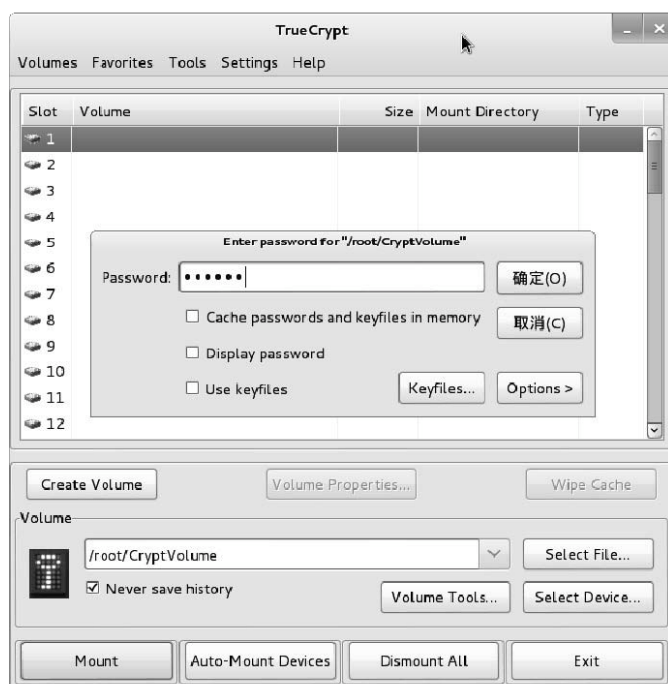 TrueCrypt
Volumes Favorites Tools Settings Help
Slot Volume Size Mount Directory Type
1
2
3
4
5
6
7
8
9
10
11
12
Enter password for "/root/CryptVolume"
Password: ••••••
确定(O)
Cache passwords and keyfiles in memory
取消(C)
Display password
Use keyfiles
Keyfiles...
Options >
Create Volume
Volume Properties...
Wipe Cache
Volume
/root/CryptVolume
Select File...
Never save history
Volume Tools...
Select Device...
Mount
Auto-Mount Devices
Dismount All
Exit